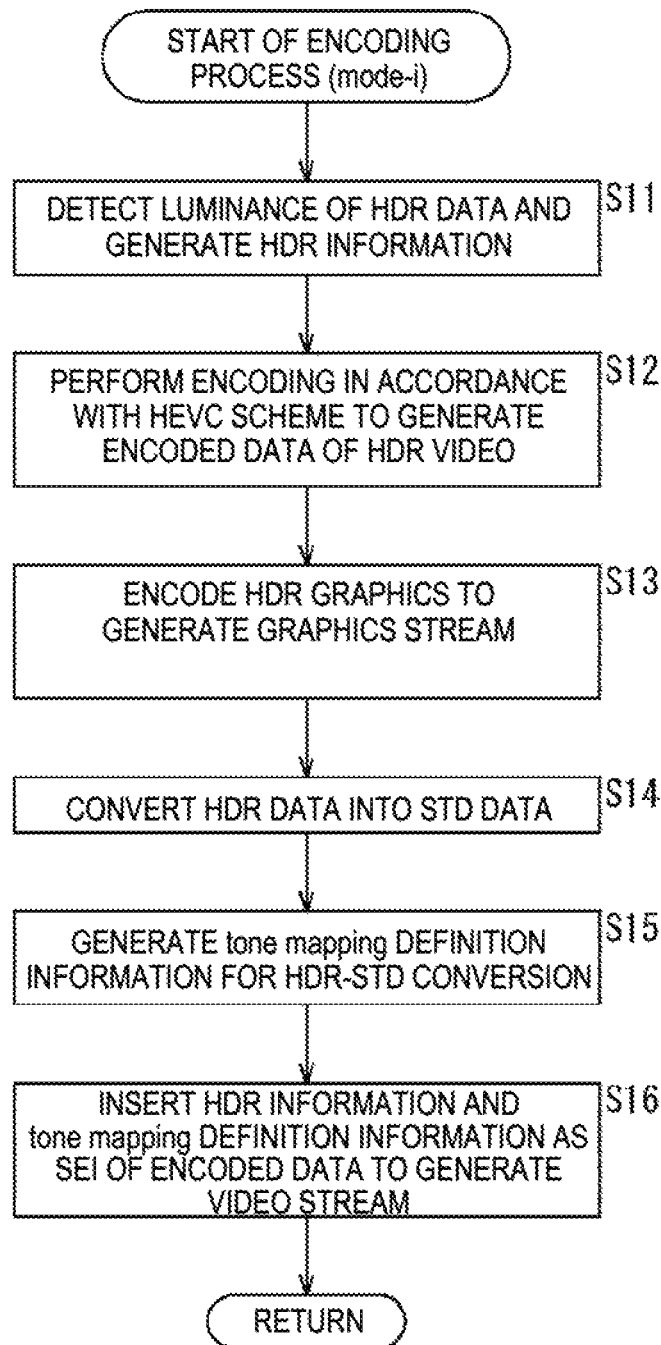 START OF ENCODING
PROCESS (mode-i)
S11
DETECT LUMINANCE OF HDR DATA AND
GENERATE HDR INFORMATION
S12
PERFORM ENCODING IN ACCORDANCE
WITH HEVC SCHEME TO GENERATE
ENCODED DATA OF HDR VIDEO
S13
ENCODE HDR GRAPHICS TO
GENERATE GRAPHICS STREAM
S14
CONVERT HDR DATA INTO STD DATA
S15
GENERATE tone mapping DEFINITION
INFORMATION FOR HDR-STD CONVERSION
S16
INSERT HDR INFORMATION AND
tone mapping DEFINITION INFORMATION AS
SEI OF ENCODED DATA TO GENERATE
VIDEO STREAM
RETURN